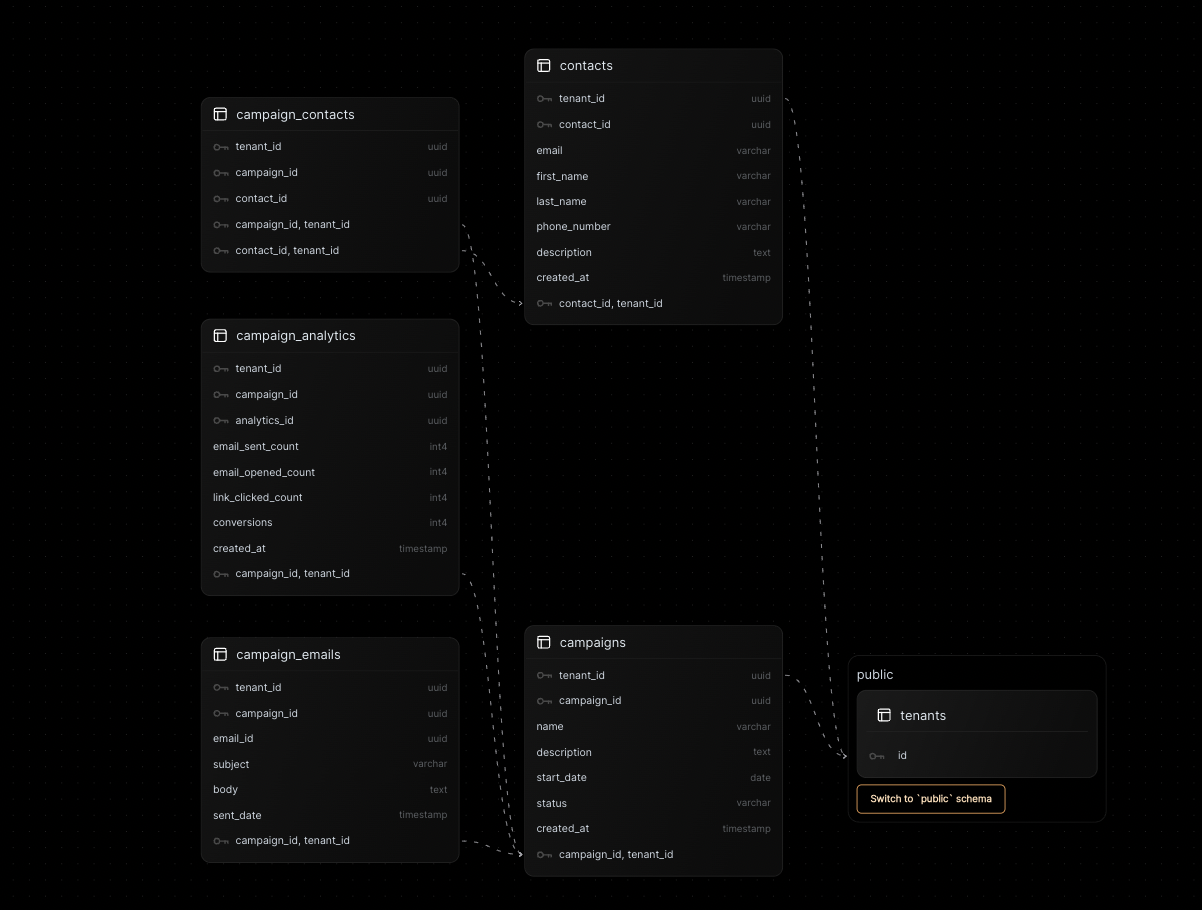 contacts
tenant_id uuid
contact_id uuid
email varchar
first_name varchar
last_name varchar
phone_number varchar
description text
created_at timestamp
contact_id, tenant_id
campaign_contacts
tenant_id uuid
campaign_id uuid
contact_id uuid
campaign_id, tenant_id
contact_id, tenant_id
campaign_analytics
tenant_id uuid
campaign_id uuid
analytics_id uuid
email_sent_count int4
email_opened_count int4
link_clicked_count int4
conversions int4
created_at timestamp
campaign_id, tenant_id
campaign_emails
tenant_id uuid
campaign_id uuid
email_id uuid
subject varchar
body text
sent_date timestamp
campaign_id, tenant_id
campaigns
tenant_id uuid
campaign_id uuid
name varchar
description text
start_date date
status varchar
created_at timestamp
campaign_id, tenant_id
public
tenants
id
Switch to `public` schema